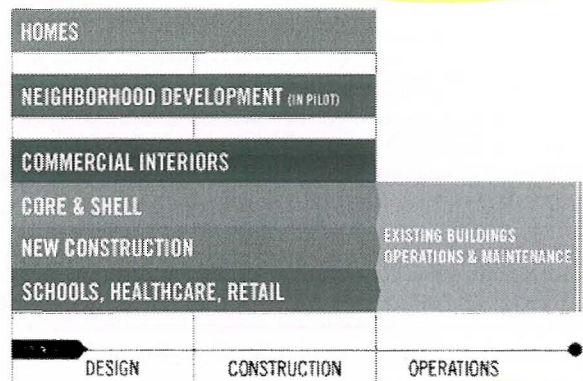 HOMES
NEIGHBORHOOD DEVELOPMENT (IN PILOT)
COMMERCIAL INTERIORS
CORE & SHELL
NEW CONSTRUCTION
SCHOOLS, HEALTHCARE, RETAIL
EXISTING BUILDINGS
OPERATIONS & MAINTENANCE
DESIGN CONSTRUCTION OPERATIONS